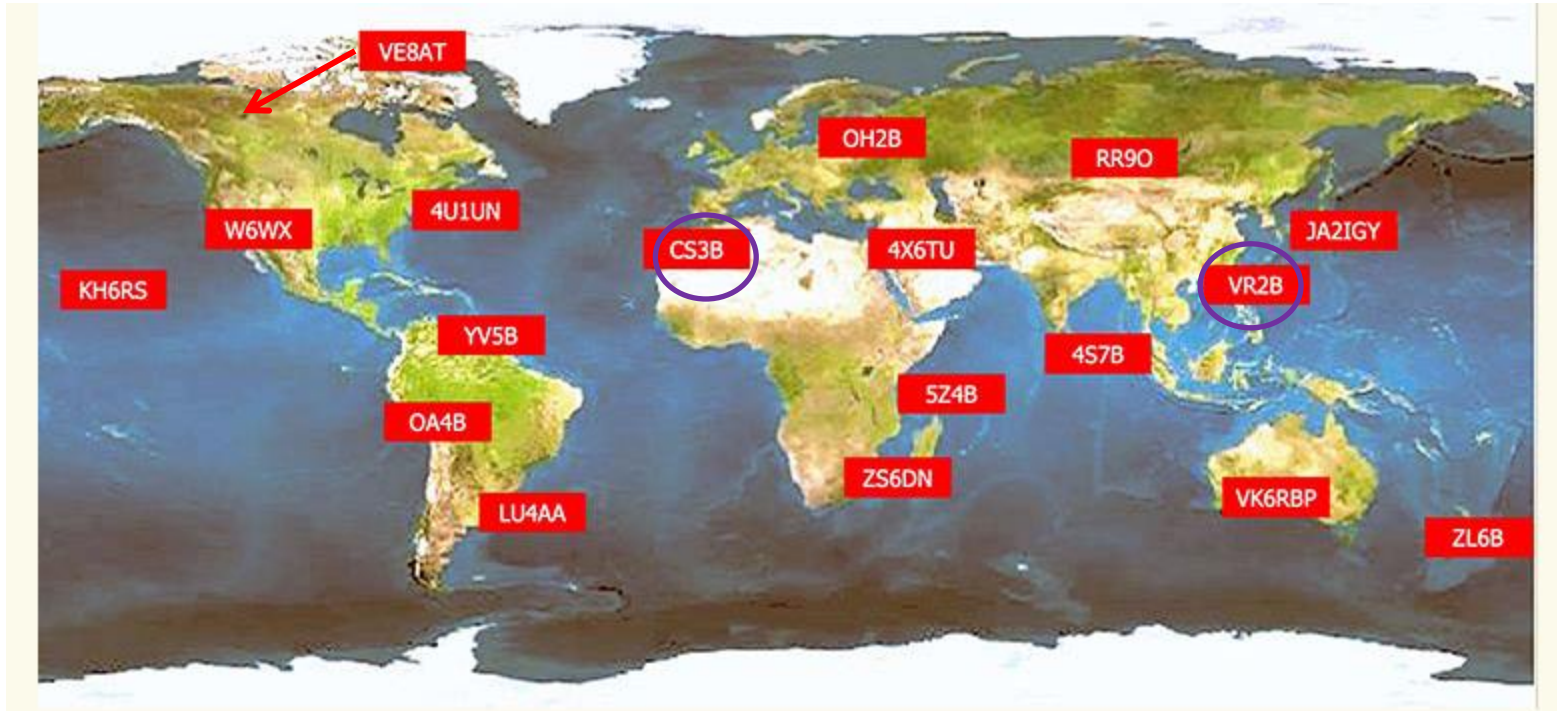 VE8AT
OH2B
RR9O
4U1UN
W6WX
JA2IGY
CS3B
4X6TU
KH6RS
VR2B
YV5B
4S7B
5Z4B
OA4B
ZS6DN
VK6RBP
LU4AA
ZL6B